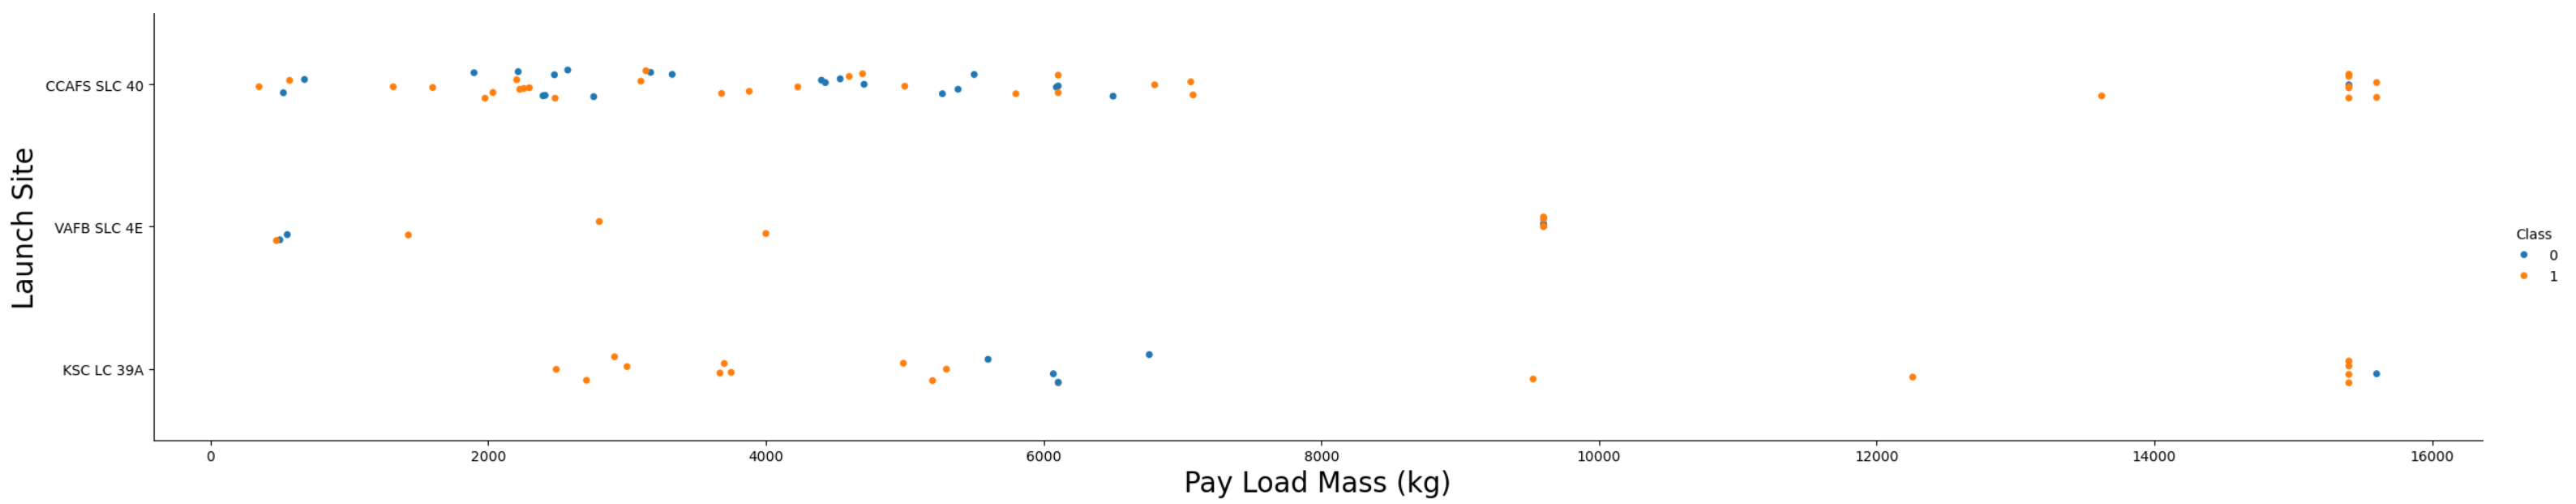 CCAFS SLC 40
VAFB SLC 4E
KSC LC 39A
Launch Site
0 2000 4000 6000 8000 10000 12000 14000 16000
Pay Load Mass (kg)
Class
0
1